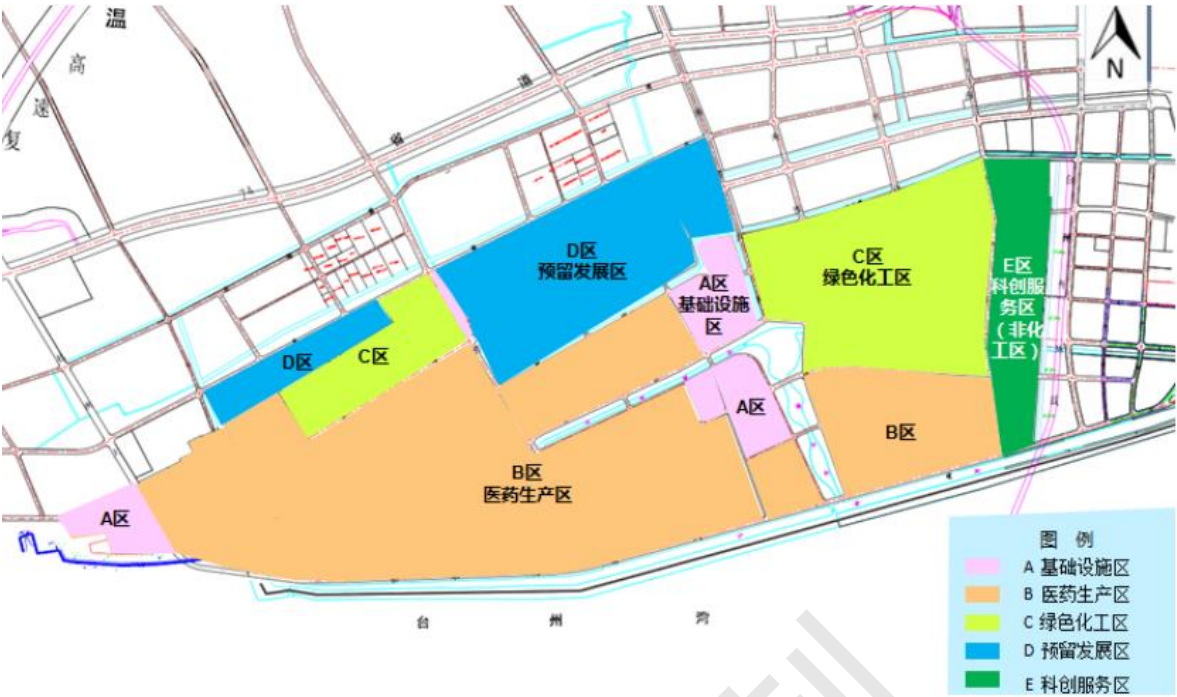 温
高
速
复
省
道
74
N
D区
预留发展区
C区
绿色化工区
E区
科创服
务区
（非化
工区）
A区
基础设施
区
D区
C区
A区
B区
B区
医药生产区
A区
台 州 湾
图 例
A 基础设施区
B 医药生产区
C 绿色化工区
D 预留发展区
E 科创服务区
训